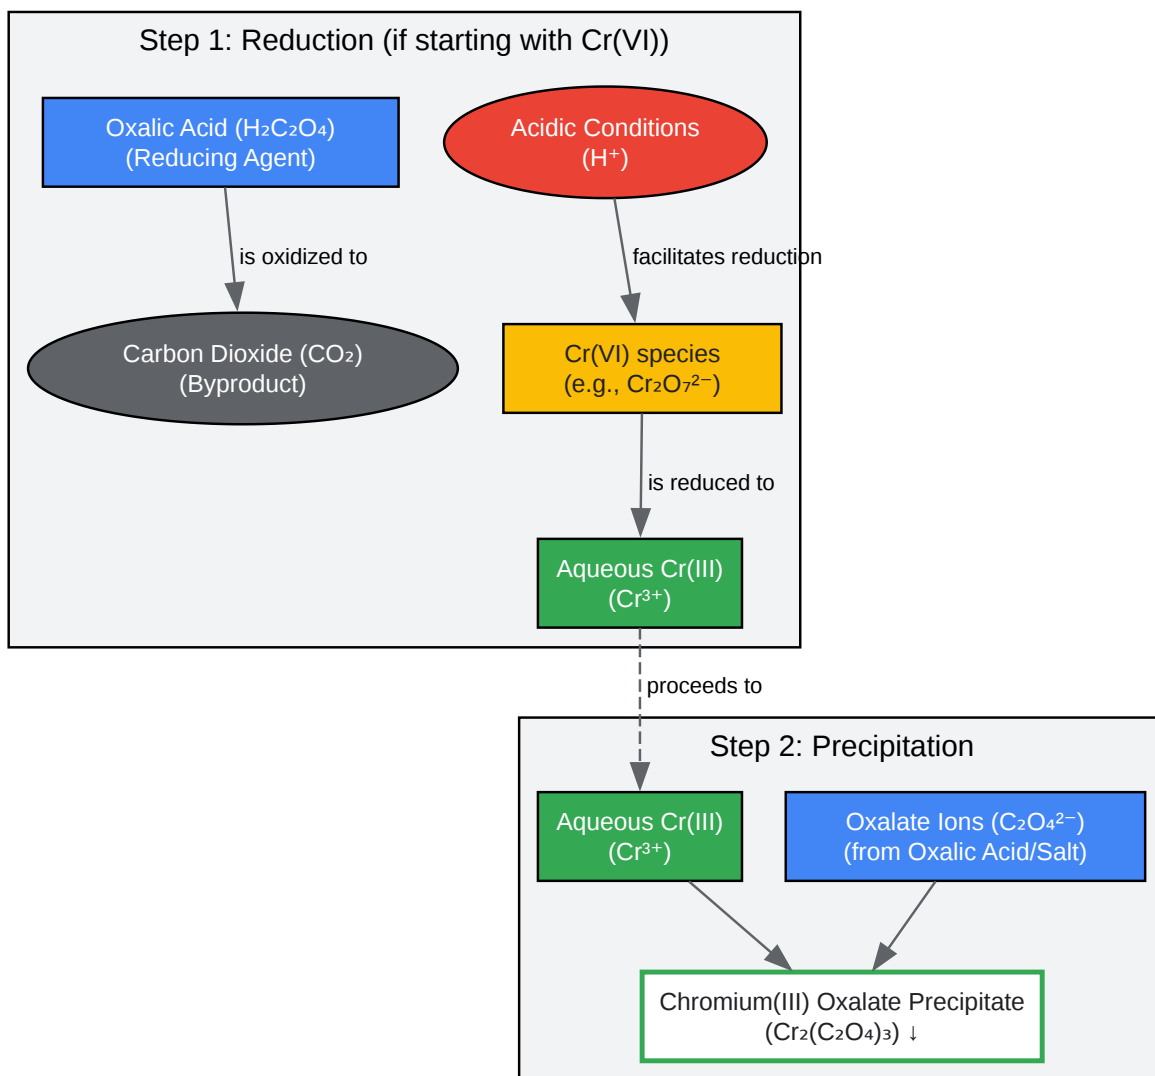 Step 1: Reduction (if starting with Cr(VI))
Oxalic Acid (H₂C₂O₄)
(Reducing Agent)
Acidic Conditions
(H⁺)
is oxidized to
facilitates reduction
Carbon Dioxide (CO₂)
(Byproduct)
Cr(VI) species
(e.g., Cr₂O₇²⁻)
is reduced to
Aqueous Cr(III)
(Cr³⁺)
proceeds to
Step 2: Precipitation
Aqueous Cr(III)
(Cr³⁺)
Oxalate Ions (C₂O₄²⁻)
(from Oxalic Acid/Salt)
Chromium(III) Oxalate Precipitate
(Cr₂(C₂O₄)₃) ↓